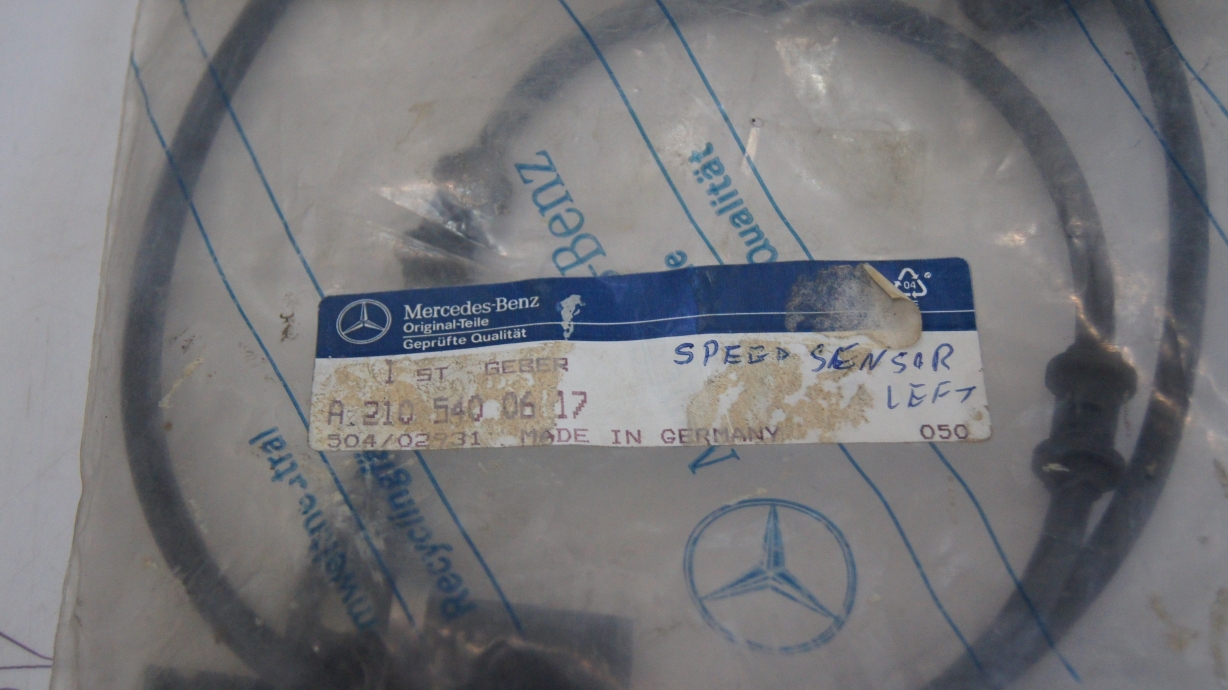 -Benz
Qualität
Mercedes-Benz
Original-Teile
Geprüfte Qualität
04
1 ST GEBER
SPEED SENSOR
LEFT
A 210 540 06 17
504/02931 MADE IN GERMANY 050